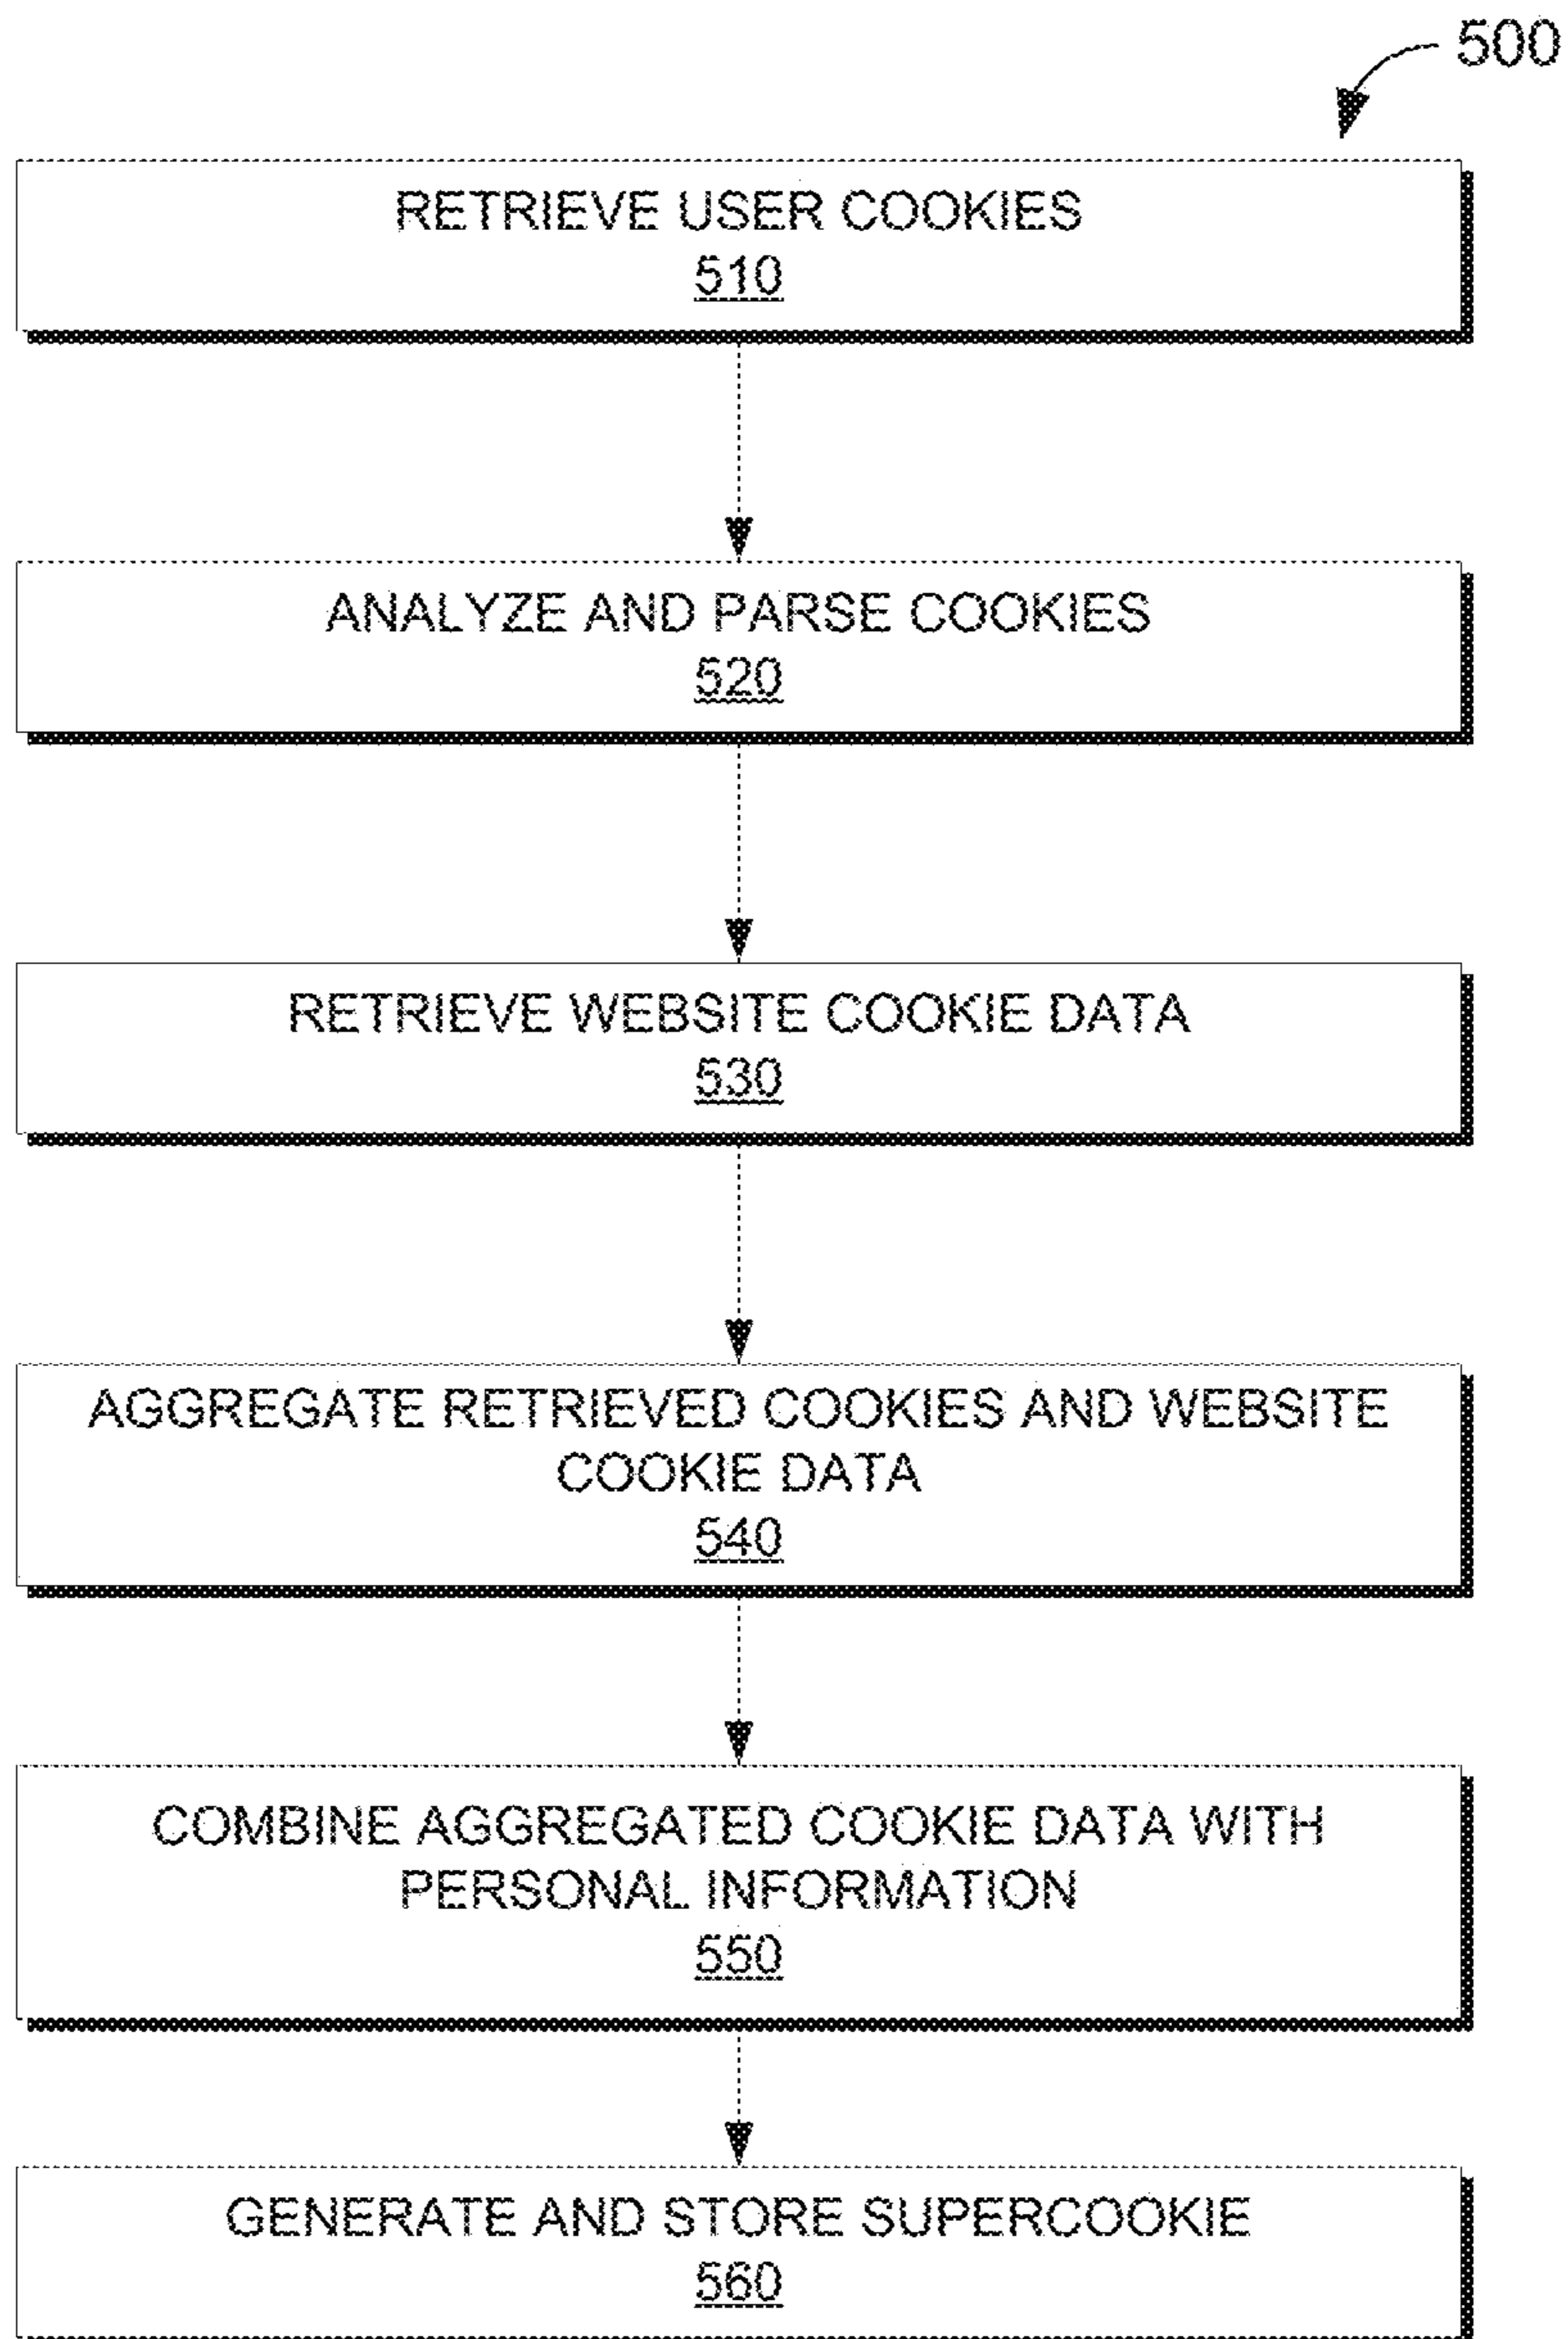 500
RETRIEVE USER COOKIES
510
ANALYZE AND PARSE COOKIES
520
RETRIEVE WEBSITE COOKIE DATA
530
AGGREGATE RETRIEVED COOKIES AND WEBSITE
COOKIE DATA
540
COMBINE AGGREGATED COOKIE DATA WITH
PERSONAL INFORMATION
550
GENERATE AND STORE SUPERCOOKIE
560